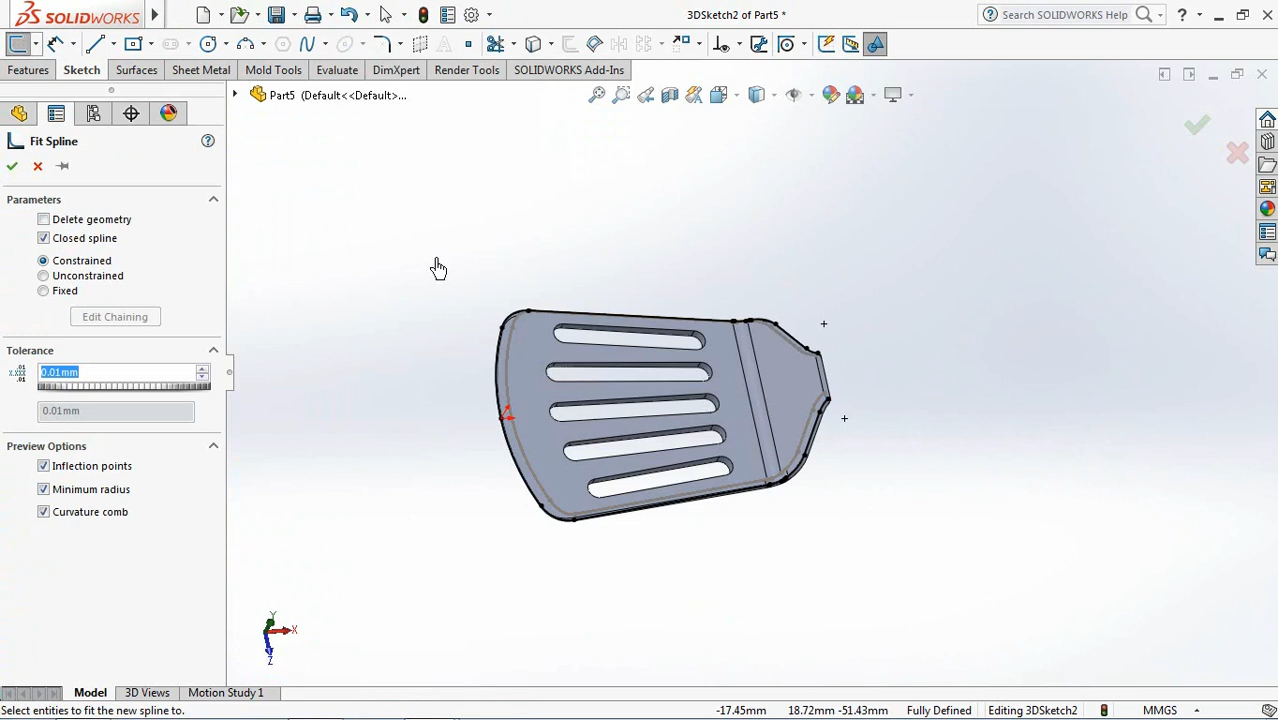 SOLIDWORKS
3DSketch2 of Part5 *
Search SOLIDWORKS Help
?
Features
Sketch
Surfaces
Sheet Metal
Mold Tools
Evaluate
DimXpert
Render Tools
SOLIDWORKS Add-Ins
Part5 (Default<<Default>...
Fit Spline
?
Parameters
Delete geometry
Closed spline
Constrained
Unconstrained
Fixed
Edit Chaining
Tolerance
0.01mm
0.01mm
Preview Options
Inflection points
Minimum radius
Curvature comb
Y
X
Z
Model
3D Views
Motion Study 1
Select entities to fit the new spline to.
-17.45mm
18.72mm -51.43mm
Fully Defined
Editing 3DSketch2
MMGS